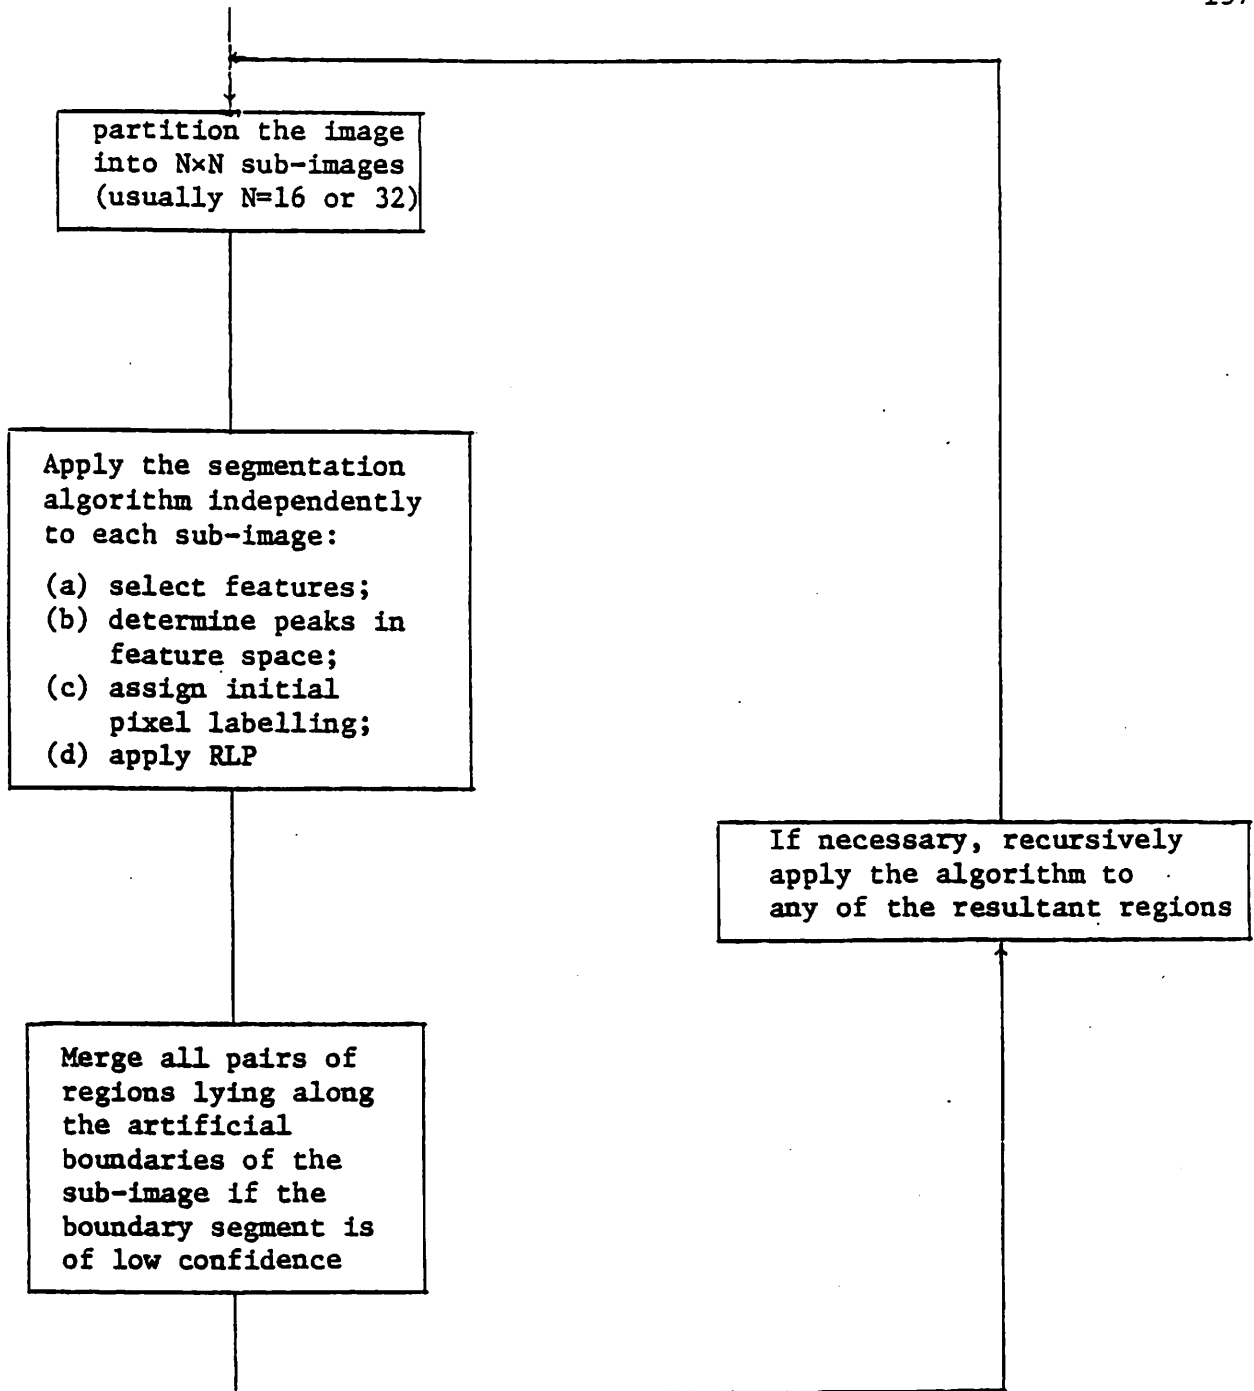 partition the image
into N×N sub-images
(usually N=16 or 32)
Apply the segmentation
algorithm independently
to each sub-image:
(a) select features;
(b) determine peaks in
feature space;
(c) assign initial
pixel labelling;
(d) apply RLP
If necessary, recursively
apply the algorithm to
any of the resultant regions
Merge all pairs of
regions lying along
the artificial
boundaries of the
sub-image if the
boundary segment is
of low confidence